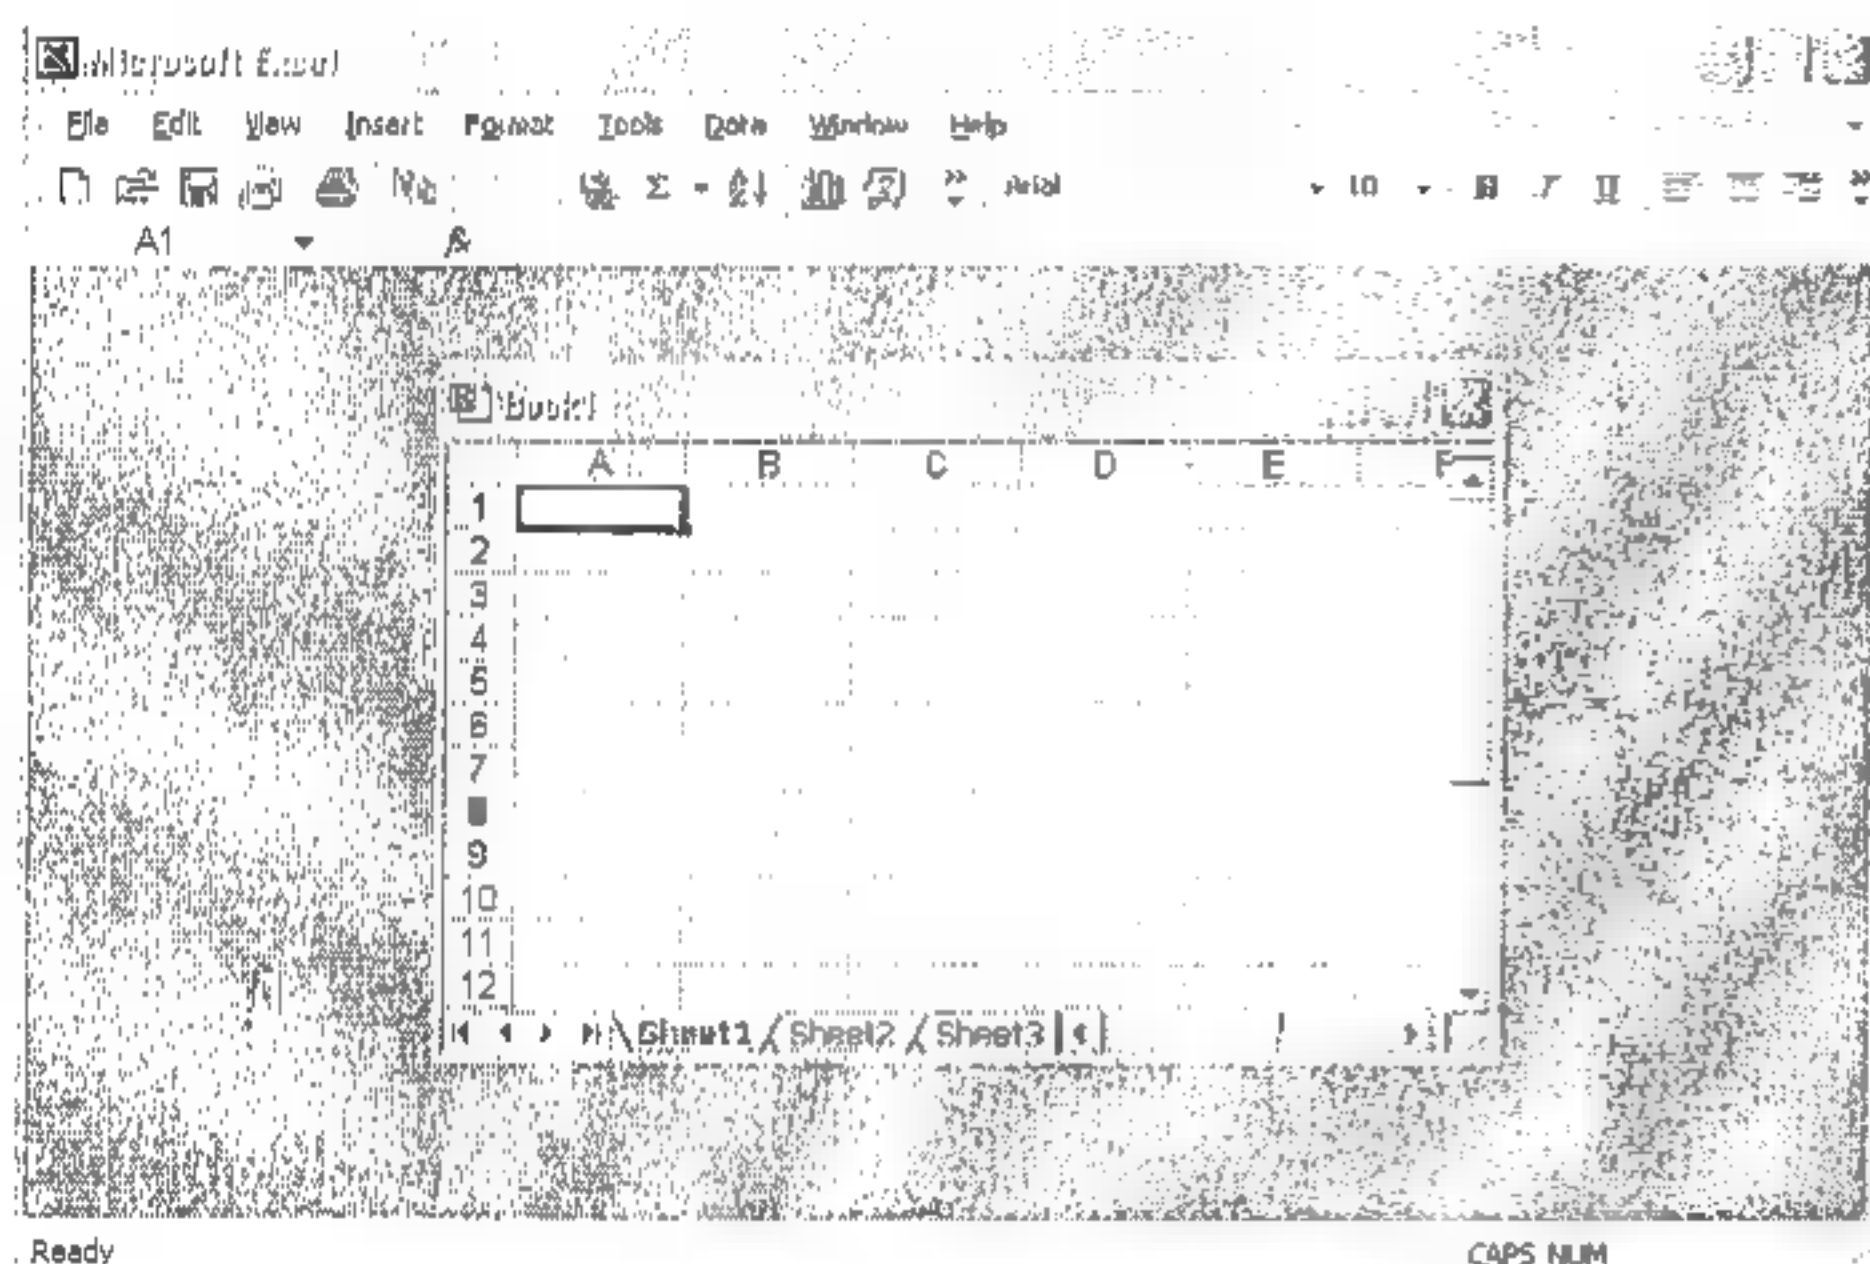 Microsoft Excel
File Edit View Insert Format Tools Data Window Help
Σ Arial 10 B I U
A1 fx
Book1
A B C D E F
1
2
3
4
5
6
7
9
10
11
12
Sheet1 Sheet2 Sheet3
Ready CAPS NUM